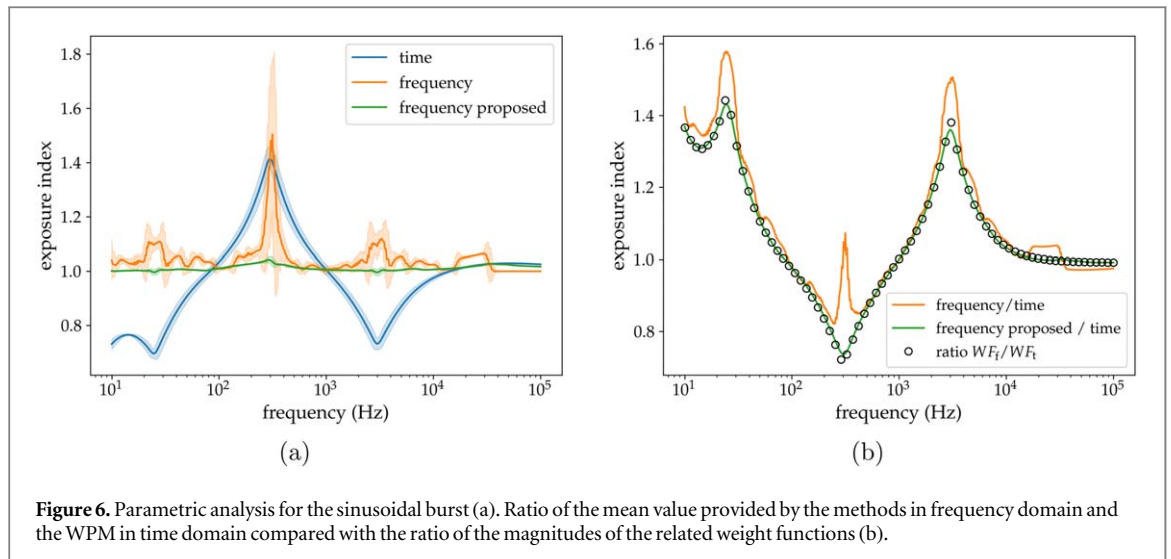 1.8
1.6
1.4
1.2
1.0
0.8
exposure index
time
frequency
frequency proposed
10¹ 10² 10³ 10⁴ 10⁵
frequency (Hz)
(a)
1.6
1.4
1.2
1.0
0.8
exposure index
frequency/time
frequency proposed / time
ratio WF_f/WF_t
10¹ 10² 10³ 10⁴ 10⁵
frequency (Hz)
(b)
Figure 6. Parametric analysis for the sinusoidal burst (a). Ratio of the mean value provided by the methods in frequency domain and
the WPM in time domain compared with the ratio of the magnitudes of the related weight functions (b).